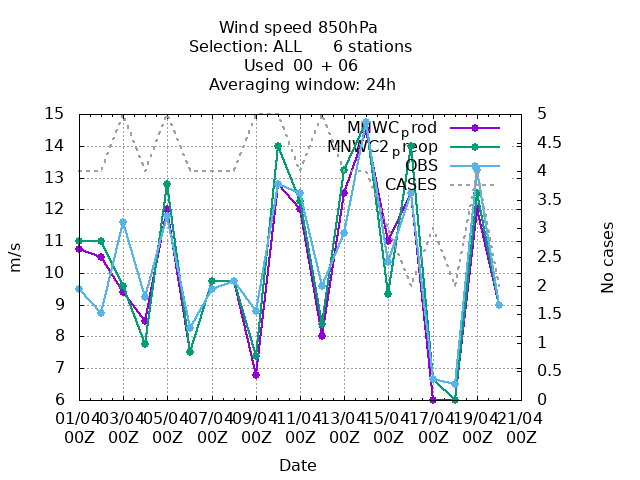 Wind speed 850hPa
Selection: ALL 6 stations
Used 00 + 06
Averaging window: 24h
15
14
13
12
11
10
9
8
7
6
5
4.5
4
3.5
3
2.5
2
1.5
1
0.5
0
m/s
No cases
MNWC_prod
MNWC2_preop
OBS
CASES
01/04 03/04 05/04 07/04 09/04 11/04 13/04 15/04 17/04 19/04 21/04
00Z 00Z 00Z 00Z 00Z 00Z 00Z 00Z 00Z 00Z 00Z
Date